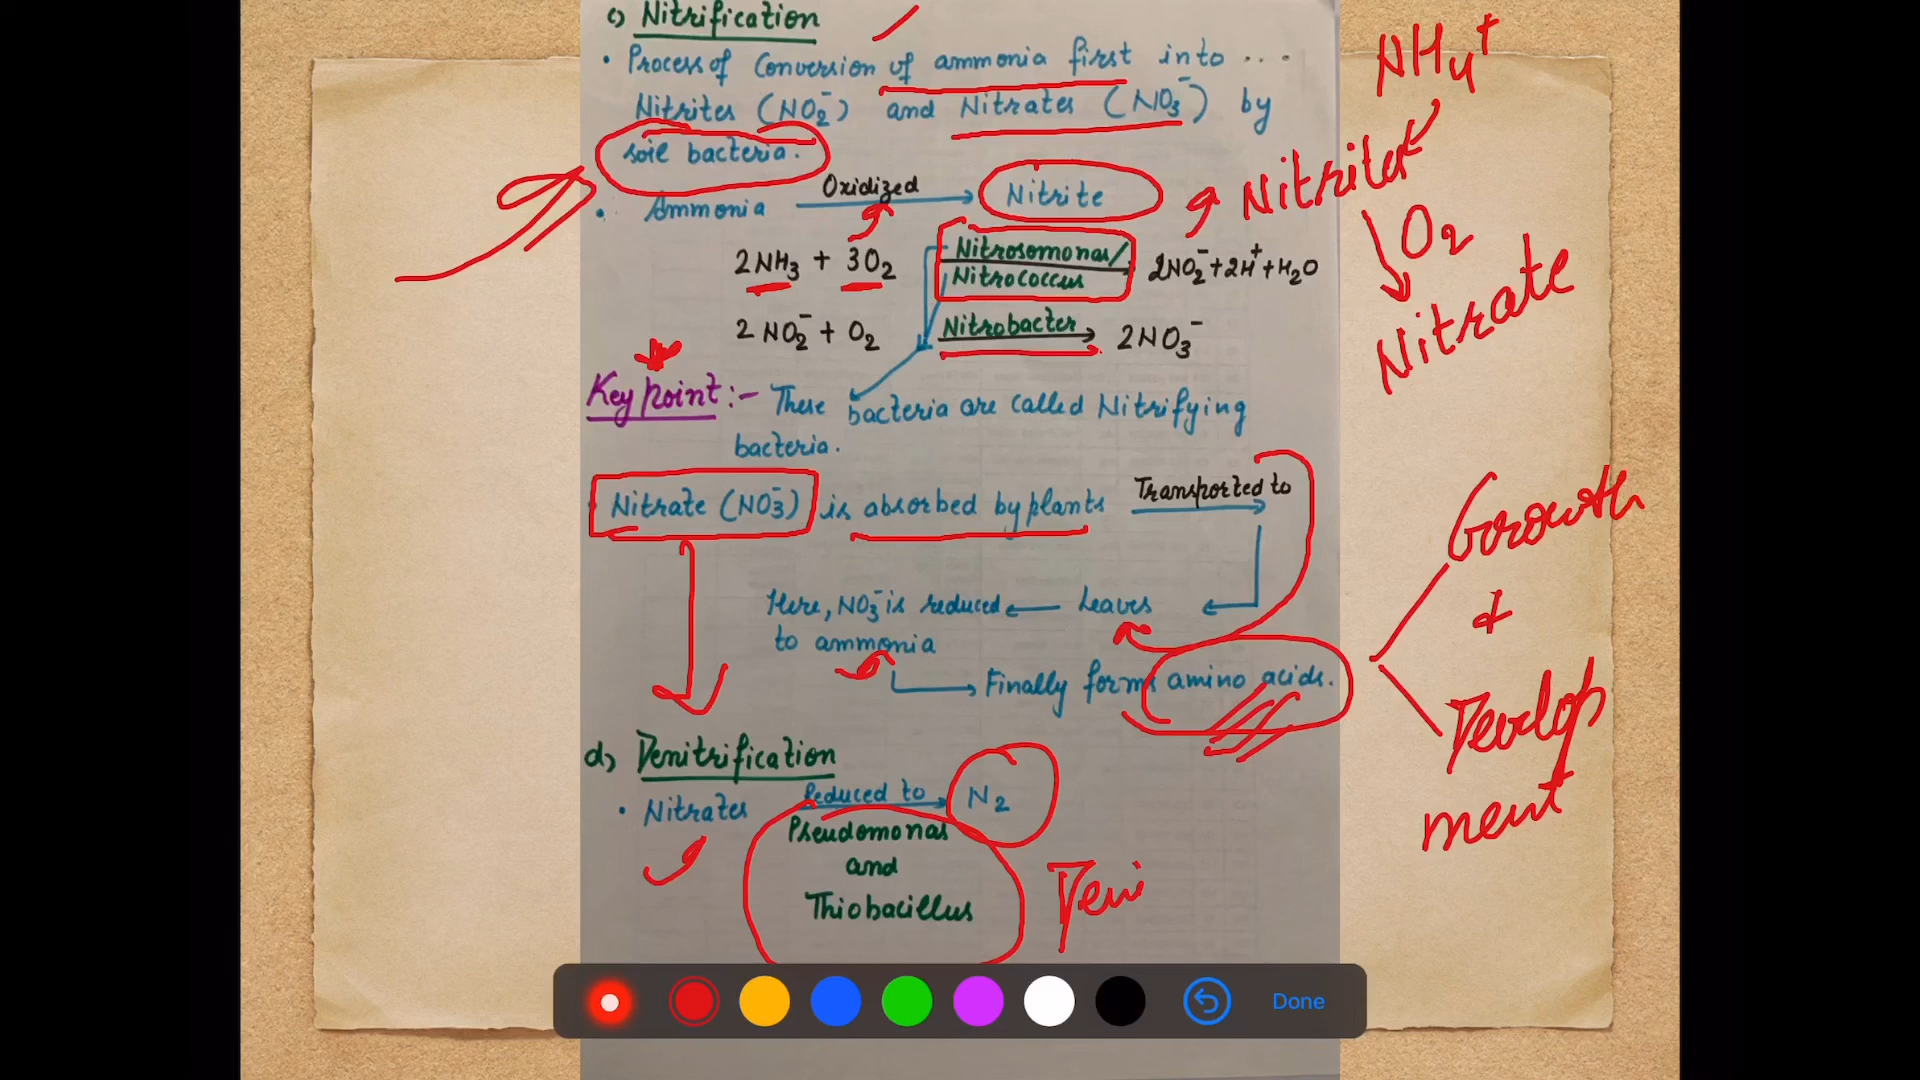 c) Nitrification
• Process of Conversion of ammonia first into ...
Nitrites (NO₂⁻) and Nitrates (NO₃⁻) by
soil bacteria.
• Ammonia Oxidized → Nitrite
2NH₃ + 3O₂ Nitrosomonas/ Nitrococcus → 2NO₂⁻ + 2H⁺ + H₂O
2NO₂⁻ + O₂ Nitrobacter → 2NO₃⁻
Key point :- These bacteria are called Nitrifying
bacteria.
• Nitrate (NO₃⁻) is absorbed by plants Transported to
Here, NO₃⁻ is reduced ← Leaves ←
to ammonia
→ Finally forms amino acids.
d) Denitrification
• Nitrates Reduced to → N₂
Pseudomonas
and
Thiobacillus
NH₄⁺
Nitrite
O₂
Nitrate
Growth
+
Develop
ment
Deni
Done